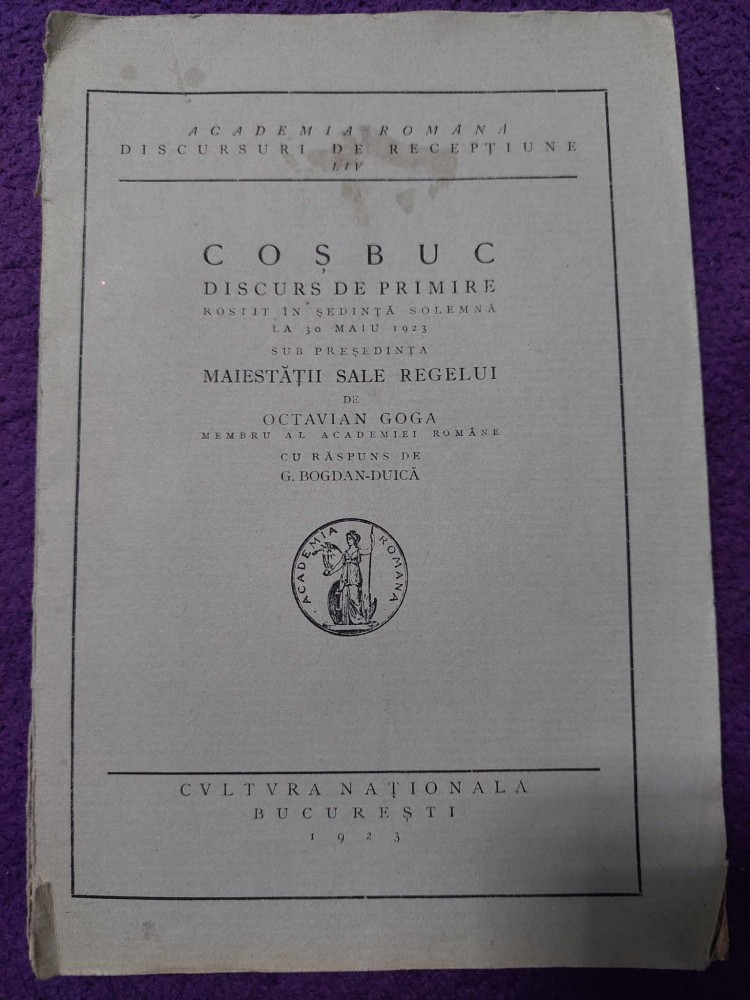 ACADEMIA ROMÂNĂ
DISCURSURI DE RECEPȚIUNE
LIV
COȘBUC
DISCURS DE PRIMIRE
ROSTIT ÎN ȘEDINȚĂ SOLEMNĂ
LA 30 MAIU 1923
SUB PREȘEDINȚA
MAIESTĂȚII SALE REGELUI
DE
OCTAVIAN GOGA
MEMBRU AL ACADEMIEI ROMÂNE
CU RĂSPUNS DE
G. BOGDAN-DUICĂ
ACADEMIA ROMANA
CVLTVRA NAȚIONALA
BUCUREȘTI
1923